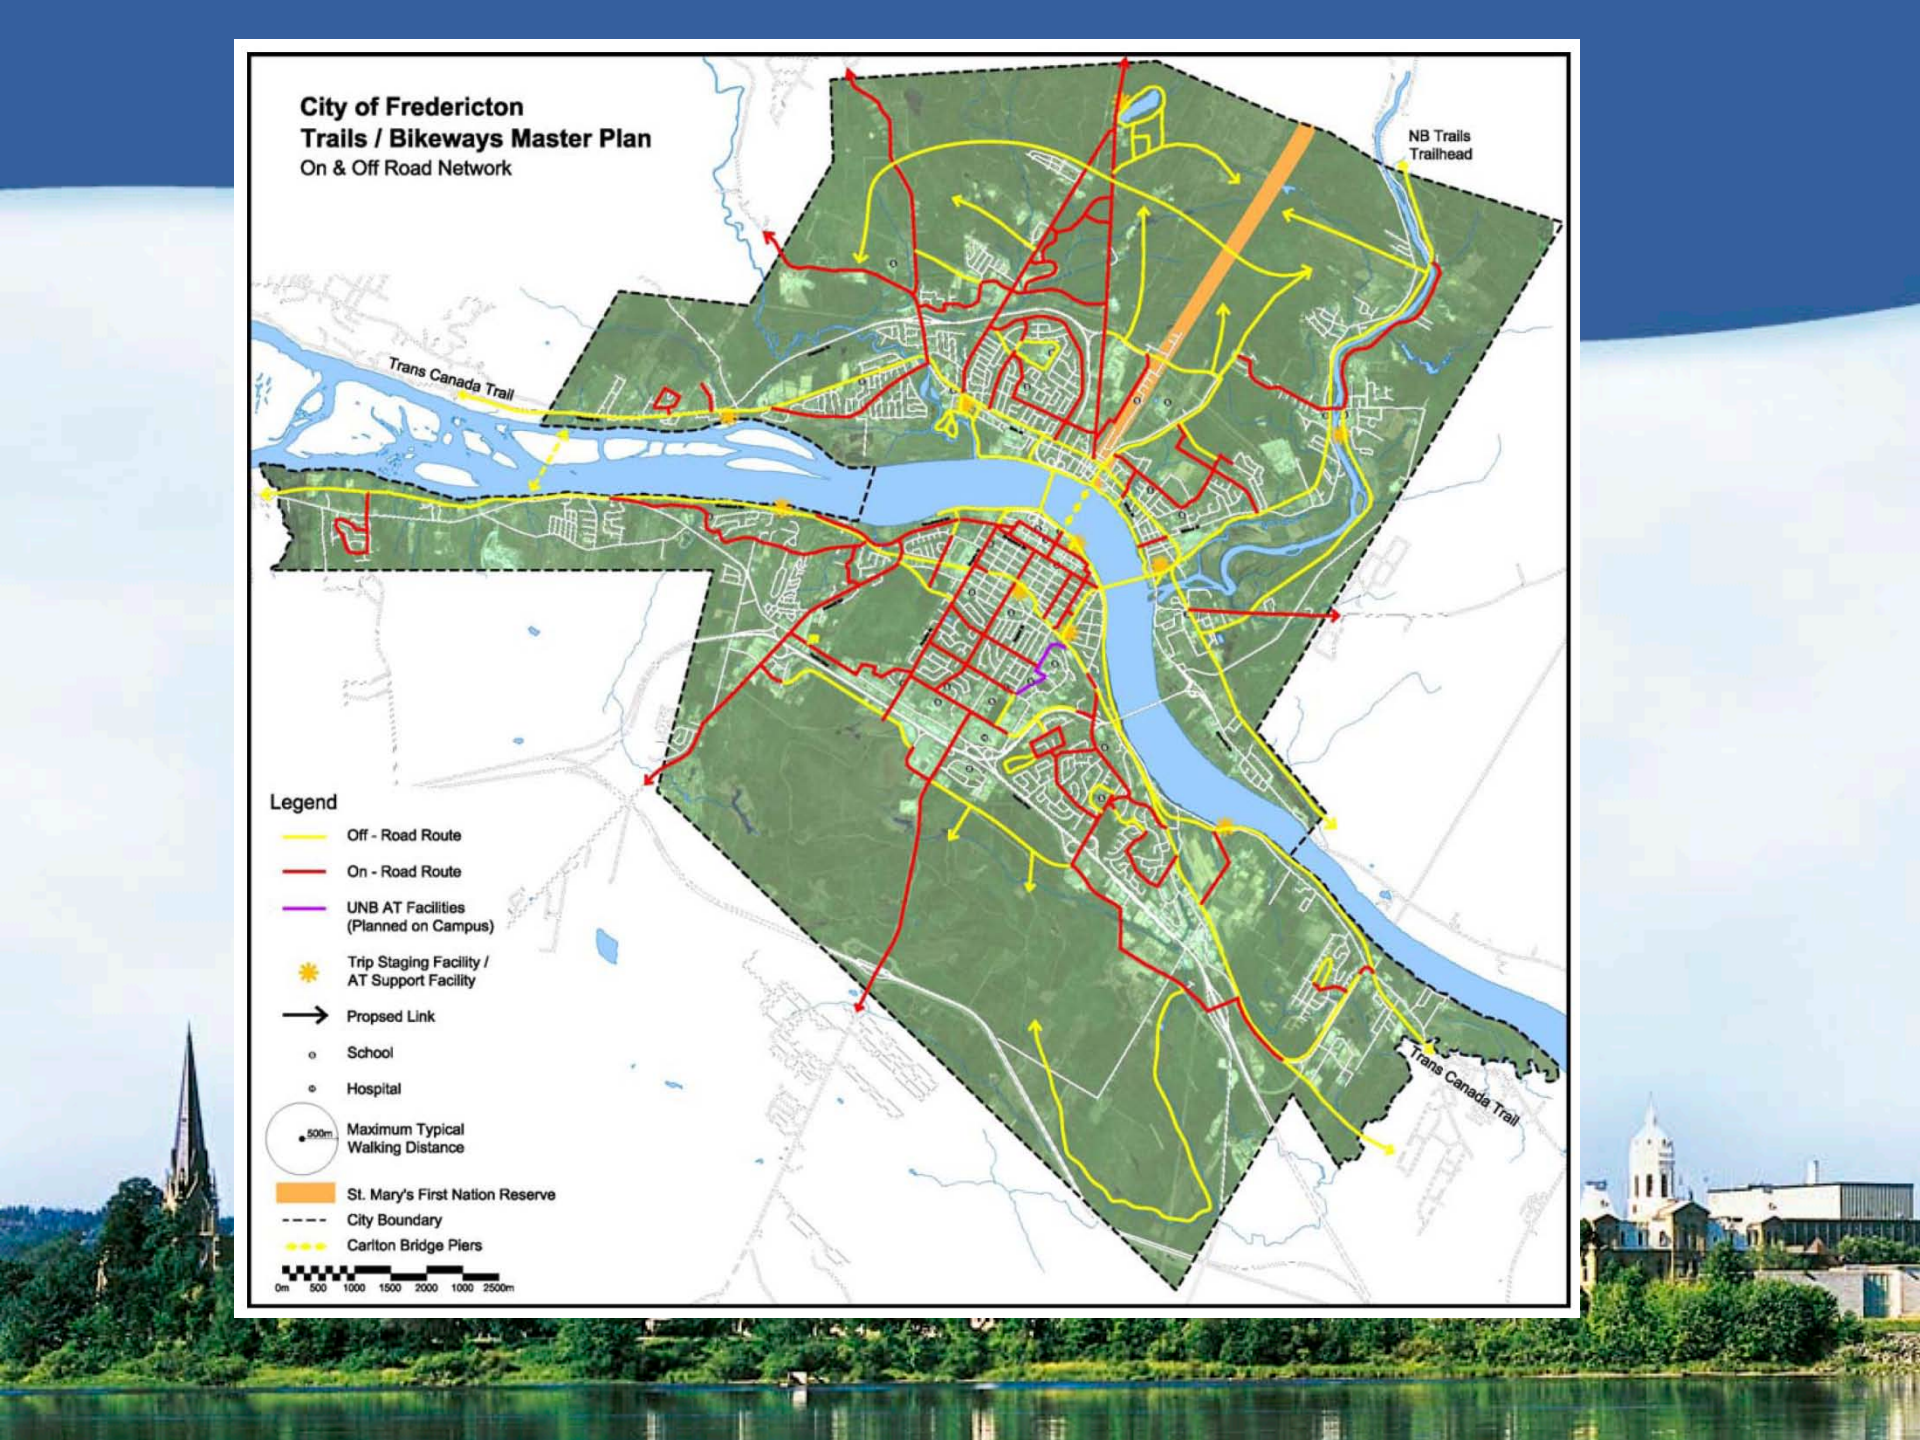 City of Fredericton
Trails / Bikeways Master Plan
On & Off Road Network
NB Trails
Trailhead
Trans Canada Trail
Legend
Off - Road Route
On - Road Route
UNB AT Facilities
(Planned on Campus)
Trip Staging Facility /
AT Support Facility
Propsed Link
School
Hospital
500m
Maximum Typical
Walking Distance
St. Mary's First Nation Reserve
City Boundary
Carlton Bridge Piers
0m 500 1000 1500 2000 1000 2500m
Trans Canada Trail